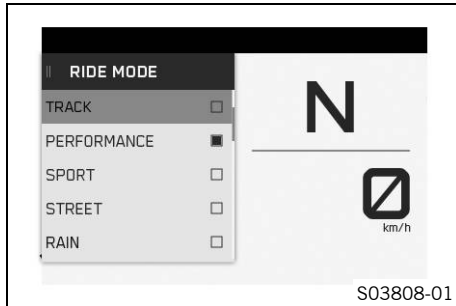 RIDE MODE
TRACK
PERFORMANCE
SPORT
STREET
RAIN
N
0
km/h
S03808-01